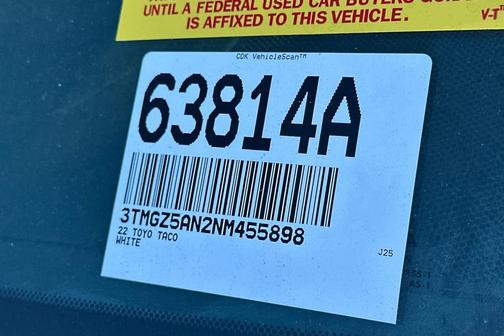 UNTIL A FEDERAL USED CAR BUYERS
IS AFFIXED TO THIS VEHICLE.
V-T™
CDK VehicleScan™
63814A
3TMGZ5AN2NM455898
22 TOYO TACO
WHITE
J25